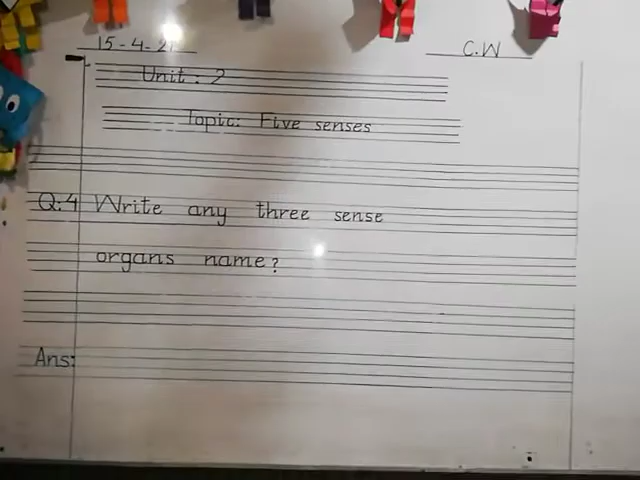 15-4-21
C.W
Unit: 2
Topic: Five senses
Q:4 Write any three sense
organs name?
Ans: